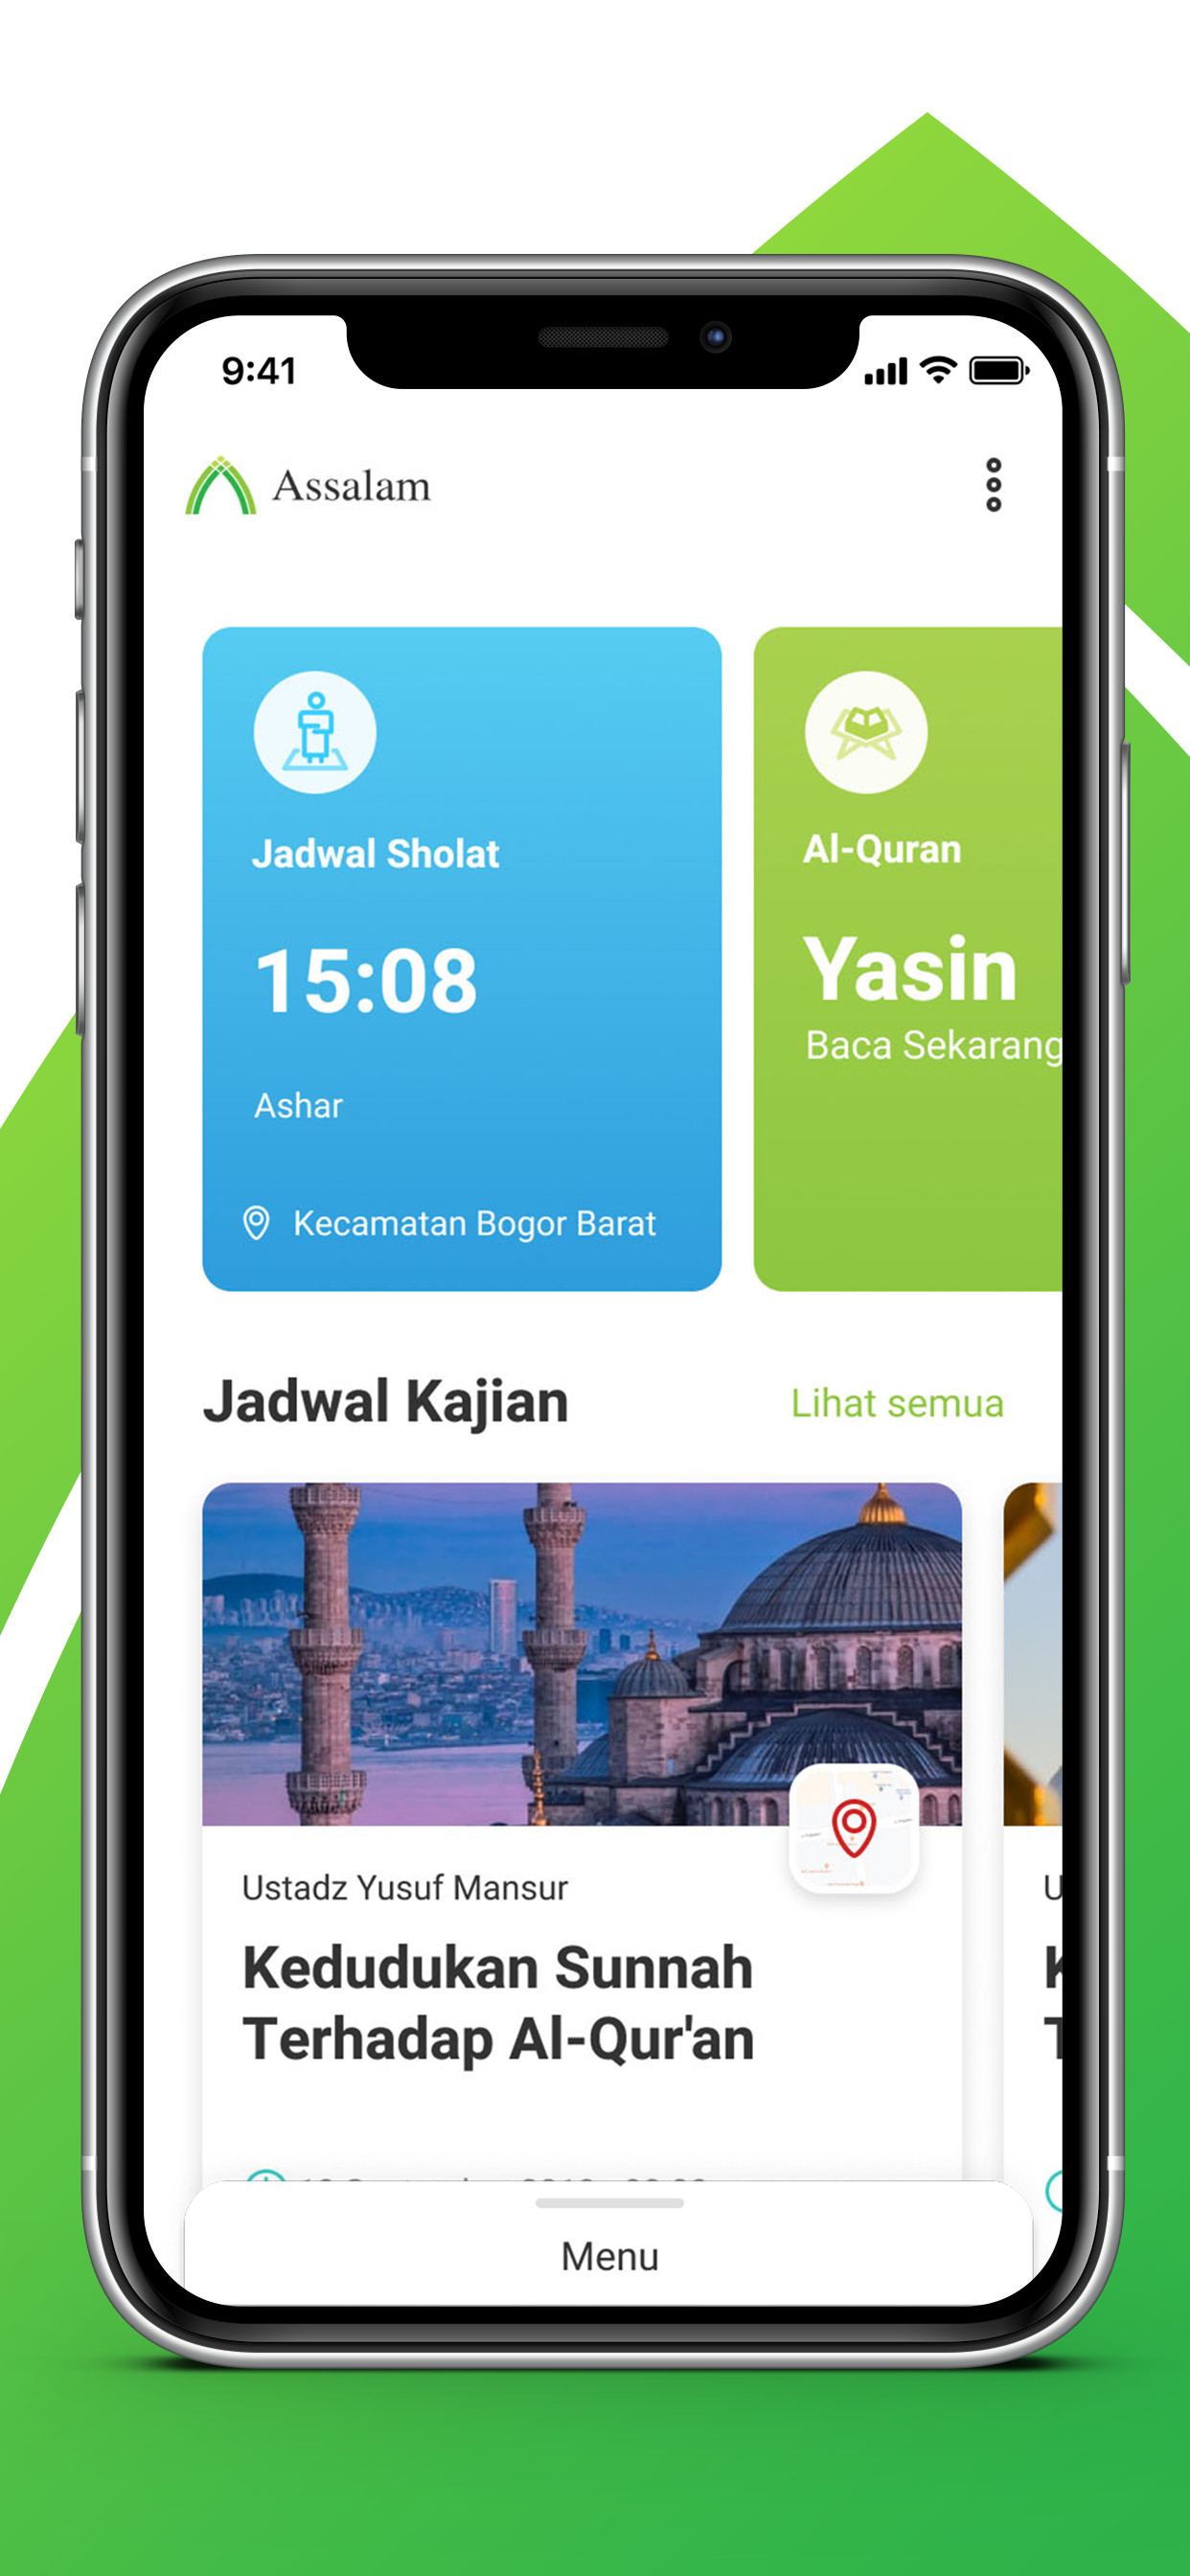 9:41
Assalam
Jadwal Sholat
15:08
Ashar
Kecamatan Bogor Barat
Al-Quran
Yasin
Baca Sekarang
Jadwal Kajian
Lihat semua
Ustadz Yusuf Mansur
Kedudukan Sunnah
Terhadap Al-Qur'an
Menu